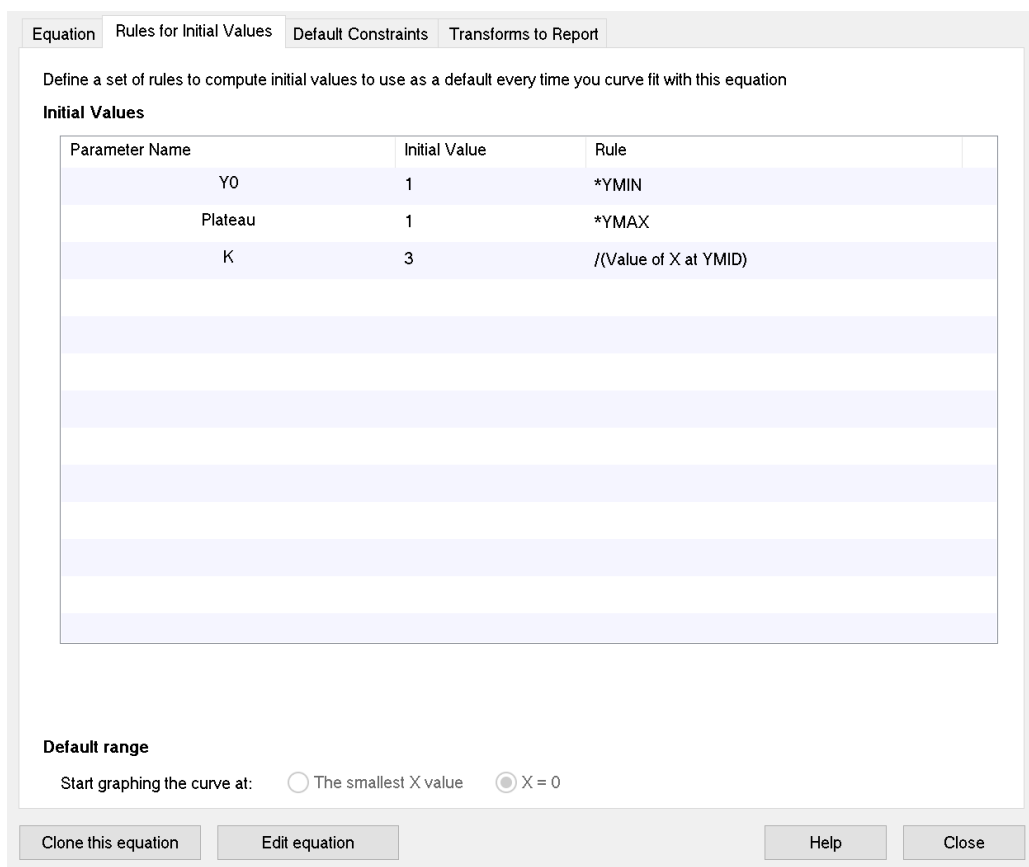 Equation Rules for Initial Values Default Constraints Transforms to Report
Define a set of rules to compute initial values to use as a default every time you curve fit with this equation
Initial Values
Parameter Name Initial Value Rule
Y0 1 *YMIN
Plateau 1 *YMAX
K 3 /(Value of X at YMID)
Default range
Start graphing the curve at: The smallest X value X = 0
Clone this equation Edit equation Help Close